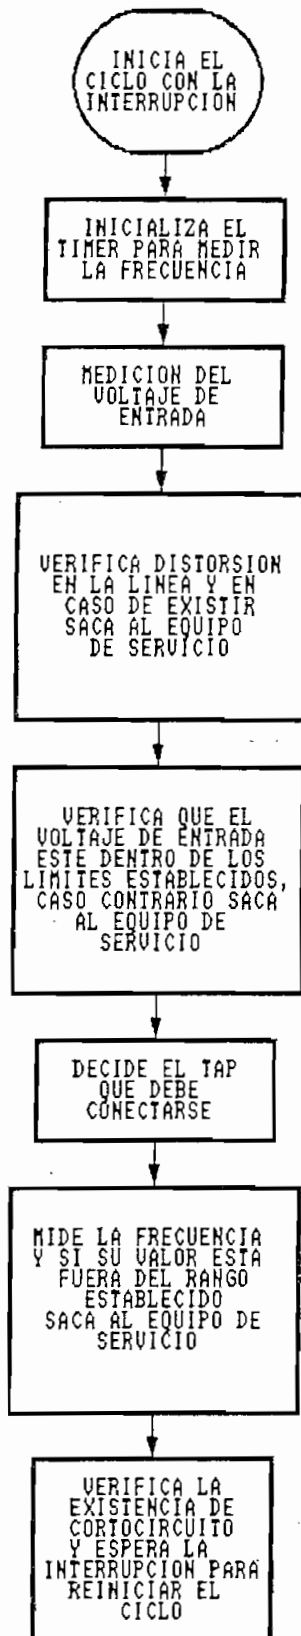 INICIA EL
CICLO CON LA
INTERRUPCION
INICIALIZA EL
TIMER PARA MEDIR
LA FRECUENCIA
MEDICION DEL
VOLTAJE DE
ENTRADA
VERIFICA DISTORSION
EN LA LINEA Y EN
CASO DE EXISTIR
SACA AL EQUIPO
DE SERVICIO
VERIFICA QUE EL
VOLTAJE DE ENTRADA
ESTE DENTRO DE LOS
LIMITES ESTABLECIDOS,
CASO CONTRARIO SACA
AL EQUIPO DE
SERVICIO
DECIDE EL TAP
QUE DEBE
CONECTARSE
MIDE LA FRECUENCIA
Y SI SU VALOR ESTA
FUERA DEL RANGO
ESTABLECIDO
SACA AL EQUIPO DE
SERVICIO
VERIFICA LA
EXISTENCIA DE
CORTOCIRCUITO
Y ESPERA LA
INTERRUPCION PARA
REINICIAR EL
CICLO